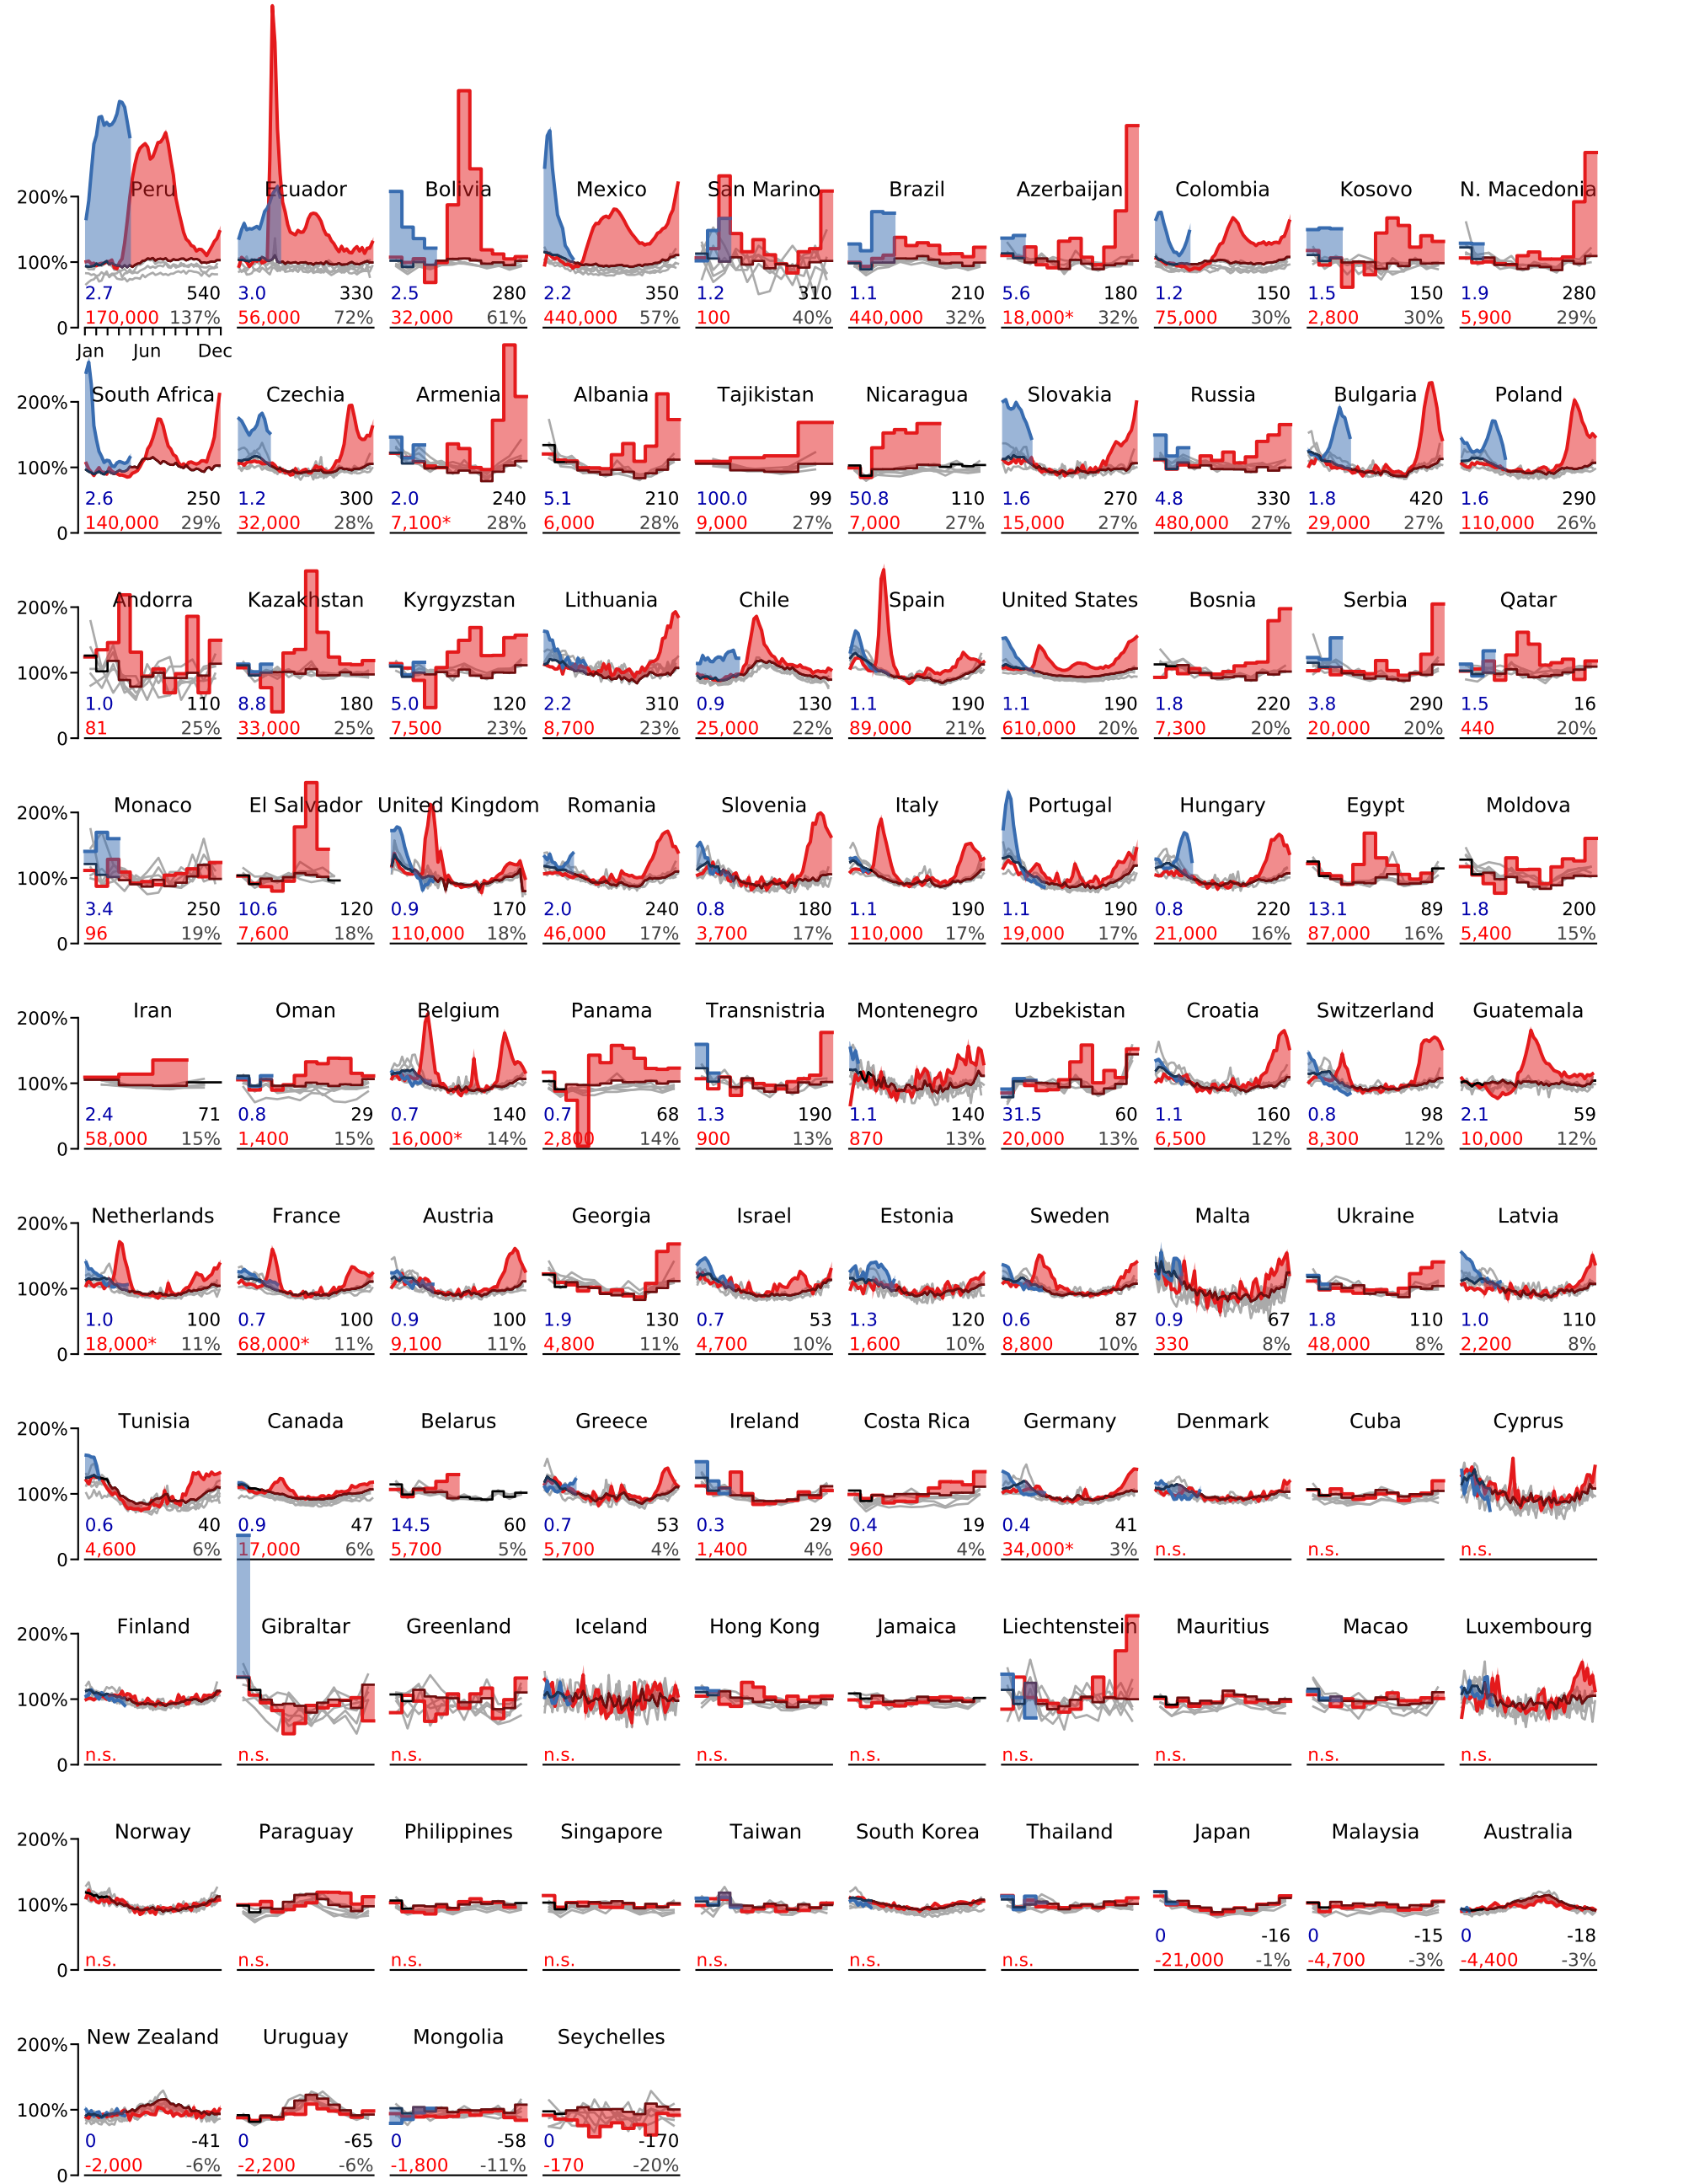 200% Peru Ecuador Bolivia Mexico San Marino Brazil Azerbaijan Colombia Kosovo N. Macedonia
100%
2.7 540 3.0 330 2.5 280 2.2 350 1.2 310 1.1 210 5.6 180 1.2 150 1.5 150 1.9 280
0 170,000 137% 56,000 72% 32,000 61% 440,000 57% 100 40% 440,000 32% 18,000* 32% 75,000 30% 2,800 30% 5,900 29%
Jan Jun Dec
200% South Africa Czechia Armenia Albania Tajikistan Nicaragua Slovakia Russia Bulgaria Poland
100%
2.6 250 1.2 300 2.0 240 5.1 210 100.0 99 50.8 110 1.6 270 4.8 330 1.8 420 1.6 290
0 140,000 29% 32,000 28% 7,100* 28% 6,000 28% 9,000 27% 7,000 27% 15,000 27% 480,000 27% 29,000 27% 110,000 26%
200% Andorra Kazakhstan Kyrgyzstan Lithuania Chile Spain United States Bosnia Serbia Qatar
100%
1.0 110 8.8 180 5.0 120 2.2 310 0.9 130 1.1 190 1.1 190 1.8 220 3.8 290 1.5 16
0 81 25% 33,000 25% 7,500 23% 8,700 23% 25,000 22% 89,000 21% 610,000 20% 7,300 20% 20,000 20% 440 20%
200% Monaco El Salvador United Kingdom Romania Slovenia Italy Portugal Hungary Egypt Moldova
100%
3.4 250 10.6 120 0.9 170 2.0 240 0.8 180 1.1 190 1.1 190 0.8 220 13.1 89 1.8 200
0 96 19% 7,600 18% 110,000 18% 46,000 17% 3,700 17% 110,000 17% 19,000 17% 21,000 16% 87,000 16% 5,400 15%
200% Iran Oman Belgium Panama Transnistria Montenegro Uzbekistan Croatia Switzerland Guatemala
100%
2.4 71 0.8 29 0.7 140 0.7 68 1.3 190 1.1 140 31.5 60 1.1 160 0.8 98 2.1 59
0 58,000 15% 1,400 15% 16,000* 14% 2,800 14% 900 13% 870 13% 20,000 13% 6,500 12% 8,300 12% 10,000 12%
200% Netherlands France Austria Georgia Israel Estonia Sweden Malta Ukraine Latvia
100%
1.0 100 0.7 100 0.9 100 1.9 130 0.7 53 1.3 120 0.6 87 0.9 67 1.8 110 1.0 110
0 18,000* 11% 68,000* 11% 9,100 11% 4,800 11% 4,700 10% 1,600 10% 8,800 10% 330 8% 48,000 8% 2,200 8%
200% Tunisia Canada Belarus Greece Ireland Costa Rica Germany Denmark Cuba Cyprus
100%
0.6 40 0.9 47 14.5 60 0.7 53 0.3 29 0.4 19 0.4 41
0 4,600 6% 17,000 6% 5,700 5% 5,700 4% 1,400 4% 960 4% 34,000* 3% n.s. n.s. n.s.
200% Finland Gibraltar Greenland Iceland Hong Kong Jamaica Liechtenstein Mauritius Macao Luxembourg
100%
0 n.s. n.s. n.s. n.s. n.s. n.s. n.s. n.s. n.s. n.s.
200% Norway Paraguay Philippines Singapore Taiwan South Korea Thailand Japan Malaysia Australia
100%
0 -16 0 -15 0 -18
0 n.s. n.s. n.s. n.s. n.s. n.s. n.s. -21,000 -1% -4,700 -3% -4,400 -3%
200% New Zealand Uruguay Mongolia Seychelles
100%
0 -41 0 -65 0 -58 0 -170
0 -2,000 -6% -2,200 -6% -1,800 -11% -170 -20%